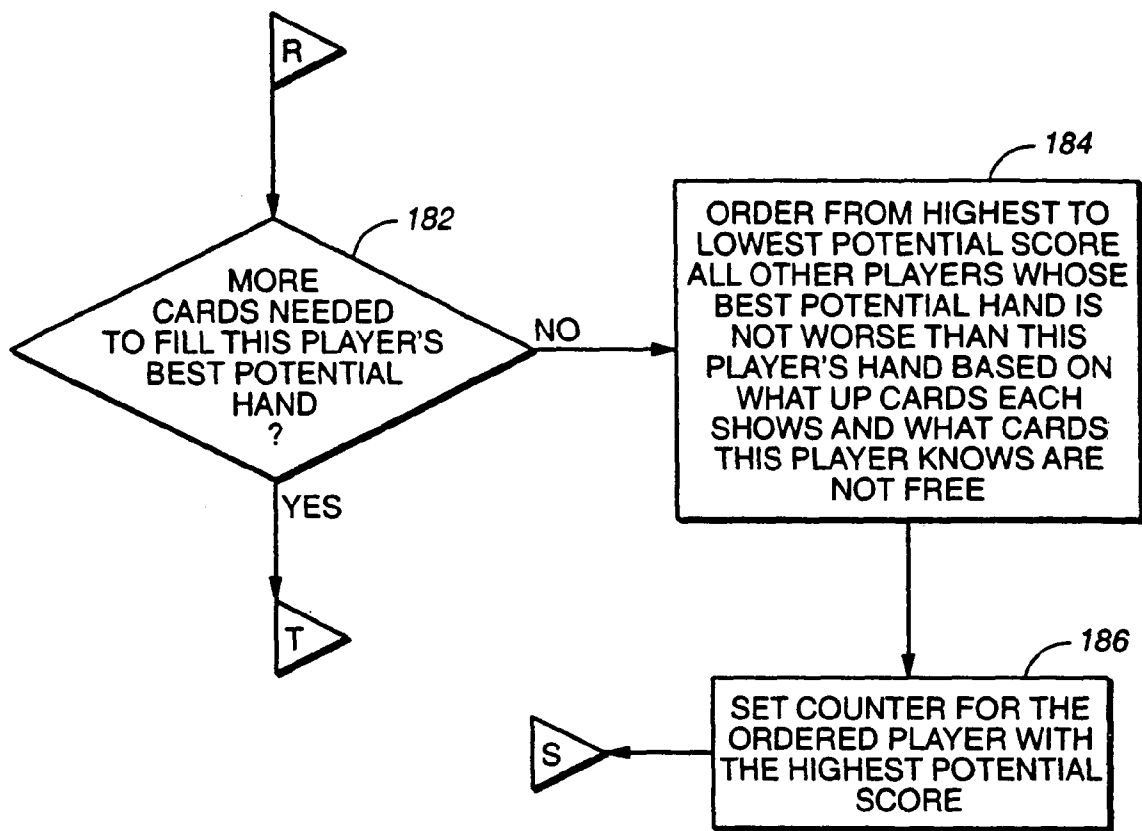 R
182
MORE
CARDS NEEDED
TO FILL THIS PLAYER'S
BEST POTENTIAL
HAND
?
NO
YES
T
184
ORDER FROM HIGHEST TO
LOWEST POTENTIAL SCORE
ALL OTHER PLAYERS WHOSE
BEST POTENTIAL HAND IS
NOT WORSE THAN THIS
PLAYER'S HAND BASED ON
WHAT UP CARDS EACH
SHOWS AND WHAT CARDS
THIS PLAYER KNOWS ARE
NOT FREE
186
SET COUNTER FOR THE
ORDERED PLAYER WITH
THE HIGHEST POTENTIAL
SCORE
S